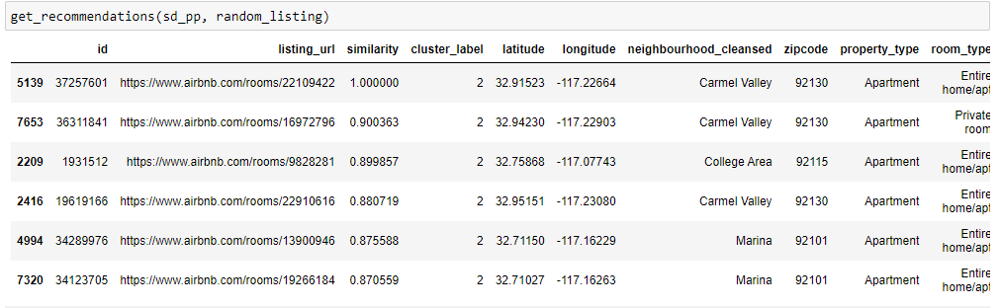 get_recommendations(sd_pp, random_listing)
id listing_url similarity cluster_label latitude longitude neighbourhood_cleansed zipcode property_type room_type
5139 37257601 https://www.airbnb.com/rooms/22109422 1.000000 2 32.91523 -117.22664 Carmel Valley 92130 Apartment Entire home/apt
7653 36311841 https://www.airbnb.com/rooms/16972796 0.900363 2 32.94230 -117.22903 Carmel Valley 92130 Apartment Private room
2209 1931512 https://www.airbnb.com/rooms/9828281 0.899857 2 32.75868 -117.07743 College Area 92115 Apartment Entire home/apt
2416 19619166 https://www.airbnb.com/rooms/22910616 0.880719 2 32.95151 -117.23080 Carmel Valley 92130 Apartment Entire home/apt
4994 34289976 https://www.airbnb.com/rooms/13900946 0.875588 2 32.71150 -117.16229 Marina 92101 Apartment Entire home/apt
7320 34123705 https://www.airbnb.com/rooms/19266184 0.870559 2 32.71027 -117.16263 Marina 92101 Apartment Entire home/apt